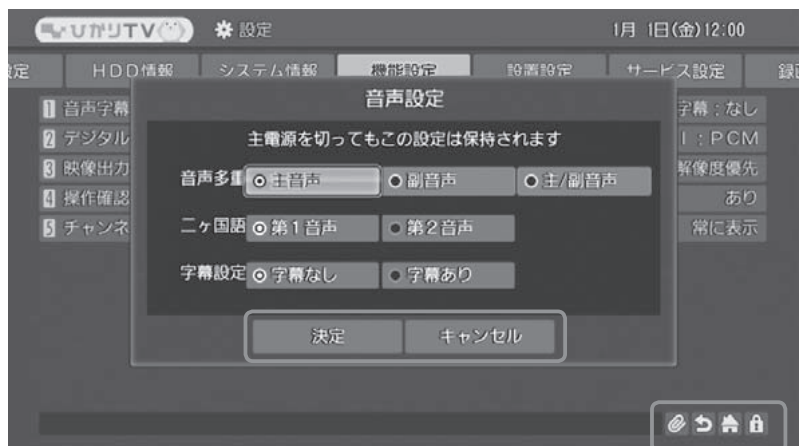 ひかりTV 設定 1月 1日(金)12:00
設定 HDD情報 システム情報 機能設定 設置設定 サービス設定 録画
音声設定
主電源を切ってもこの設定は保持されます
1 音声字幕 字幕：なし
2 デジタル I：PCM
3 映像出力 解像度優先
4 操作確認 あり
5 チャンネ 常に表示
音声多重 主音声 副音声 主/副音声
二ヶ国語 第1音声 第2音声
字幕設定 字幕なし 字幕あり
決定 キャンセル